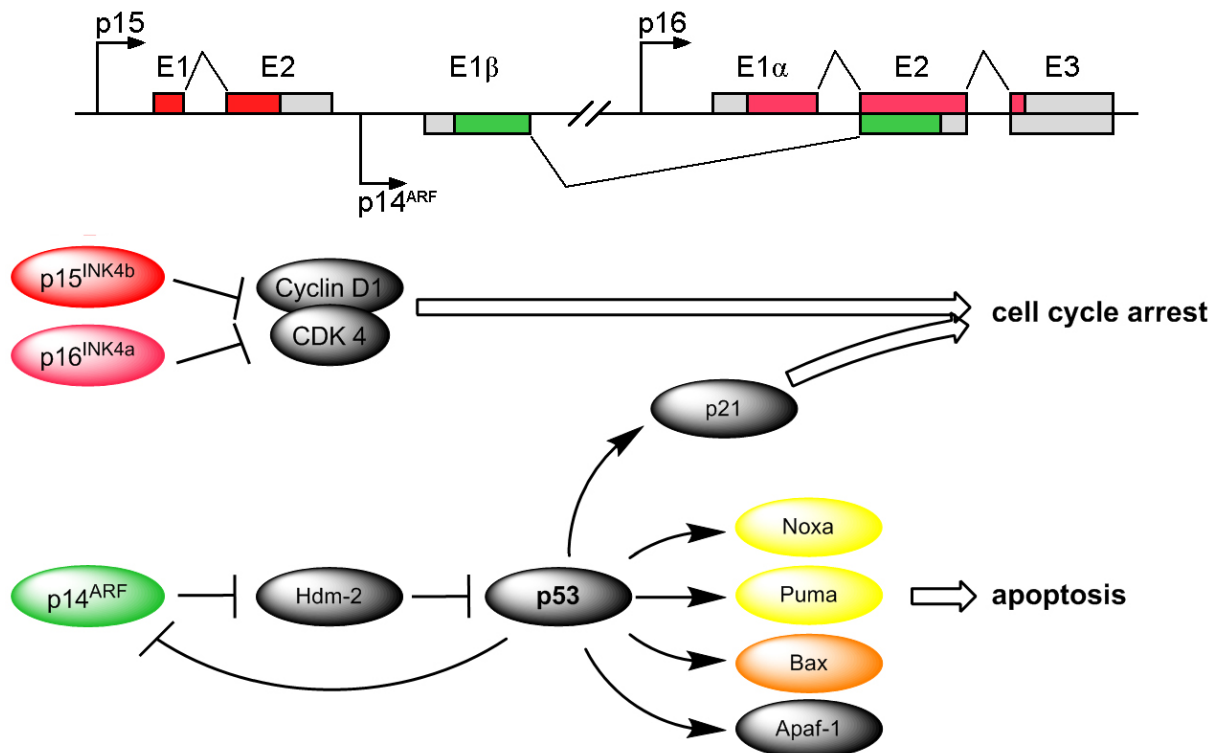 p15
p16
E1 E2 E1β E1α E2 E3
p14ARF
p15INK4b
Cyclin D1
cell cycle arrest
p16INK4a
CDK 4
p21
Noxa
p14ARF
Hdm-2
p53
Puma
apoptosis
Bax
Apaf-1